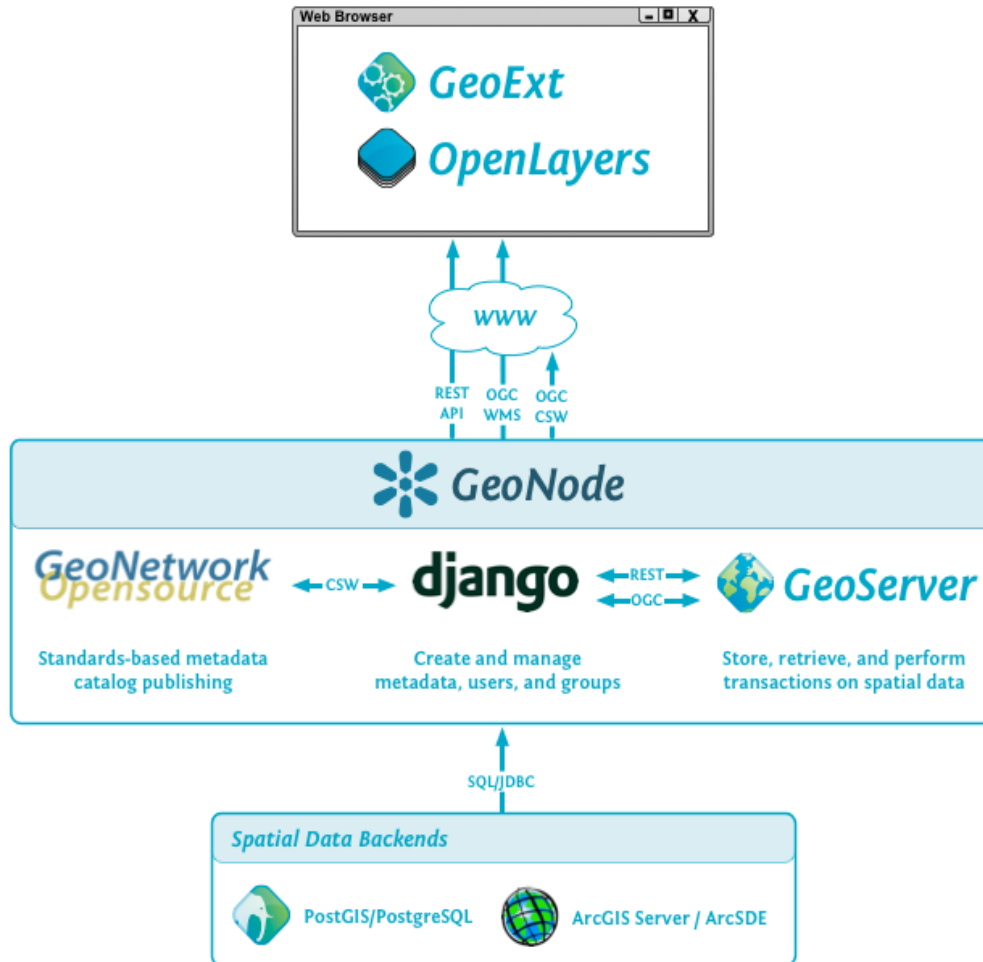 Web Browser
X
GeoExt
OpenLayers
www
REST API
OGC WMS
OGC CSW
GeoNode
GeoNetwork
Opensource
CSW
django
REST
OGC
GeoServer
Standards-based metadata
catalog publishing
Create and manage
metadata, users, and groups
Store, retrieve, and perform
transactions on spatial data
SQL/JDBC
Spatial Data Backends
PostGIS/PostgreSQL
ArcGIS Server / ArcSDE